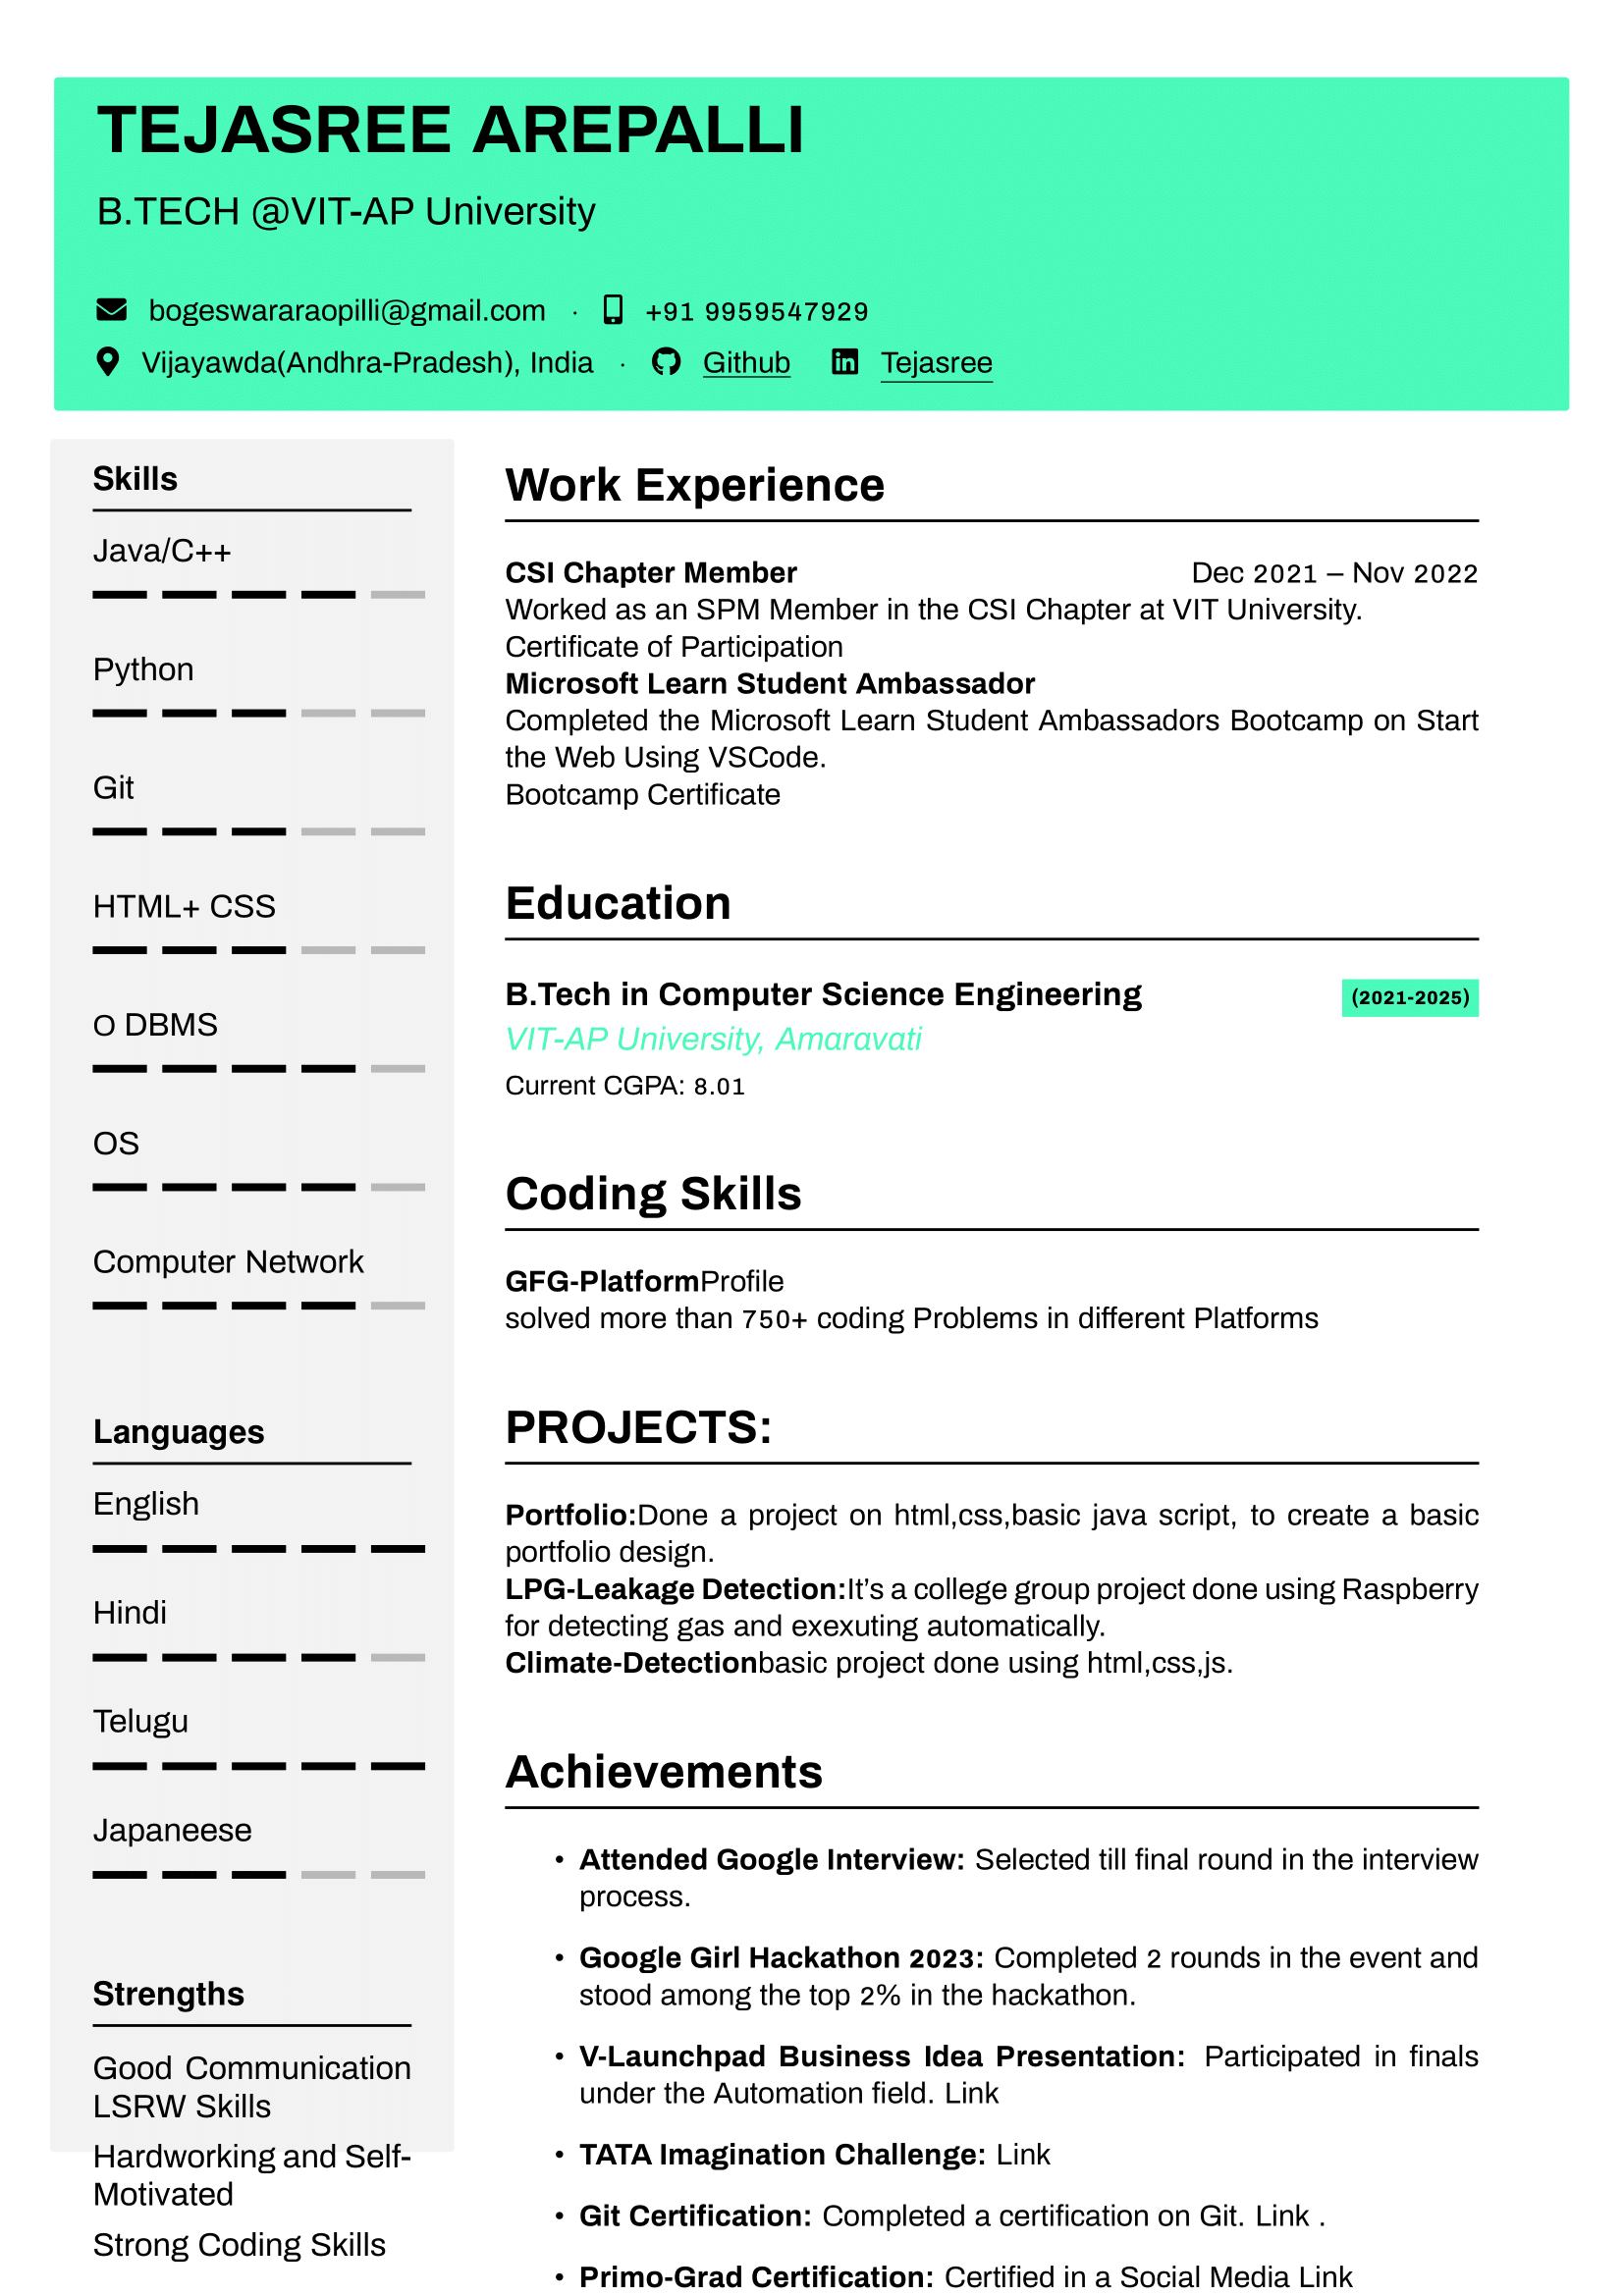 TEJASREE AREPALLI
B.TECH @VIT-AP University
bogeswararaopilli@gmail.com · +91 9959547929
Vijayawda(Andhra-Pradesh), India · Github Tejasree
Skills
Java/C++
Python
Git
HTML+ CSS
O DBMS
OS
Computer Network
Languages
English
Hindi
Telugu
Japaneese
Strengths
Good Communication
LSRW Skills
Hardworking and Self-
Motivated
Strong Coding Skills
Work Experience
CSI Chapter Member Dec 2021 – Nov 2022
Worked as an SPM Member in the CSI Chapter at VIT University.
Certificate of Participation
Microsoft Learn Student Ambassador
Completed the Microsoft Learn Student Ambassadors Bootcamp on Start
the Web Using VSCode.
Bootcamp Certificate
Education
B.Tech in Computer Science Engineering (2021-2025)
VIT-AP University, Amaravati
Current CGPA: 8.01
Coding Skills
GFG-PlatformProfile
solved more than 750+ coding Problems in different Platforms
PROJECTS:
Portfolio:Done a project on html,css,basic java script, to create a basic
portfolio design.
LPG-Leakage Detection:It’s a college group project done using Raspberry
for detecting gas and exexuting automatically.
Climate-Detectionbasic project done using html,css,js.
Achievements
• Attended Google Interview: Selected till final round in the interview
process.
• Google Girl Hackathon 2023: Completed 2 rounds in the event and
stood among the top 2% in the hackathon.
• V-Launchpad Business Idea Presentation: Participated in finals
under the Automation field. Link
• TATA Imagination Challenge: Link
• Git Certification: Completed a certification on Git. Link .
• Primo-Grad Certification: Certified in a Social Media Link